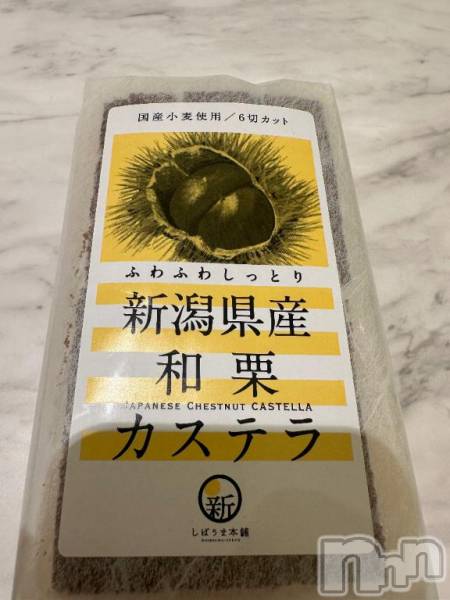 国産小麦使用/6切カット
ふわふわしっとり
新潟県産
和栗
JAPANESE CHESTNUT CASTELLA
カステラ
新
しばうま本舗
nnn